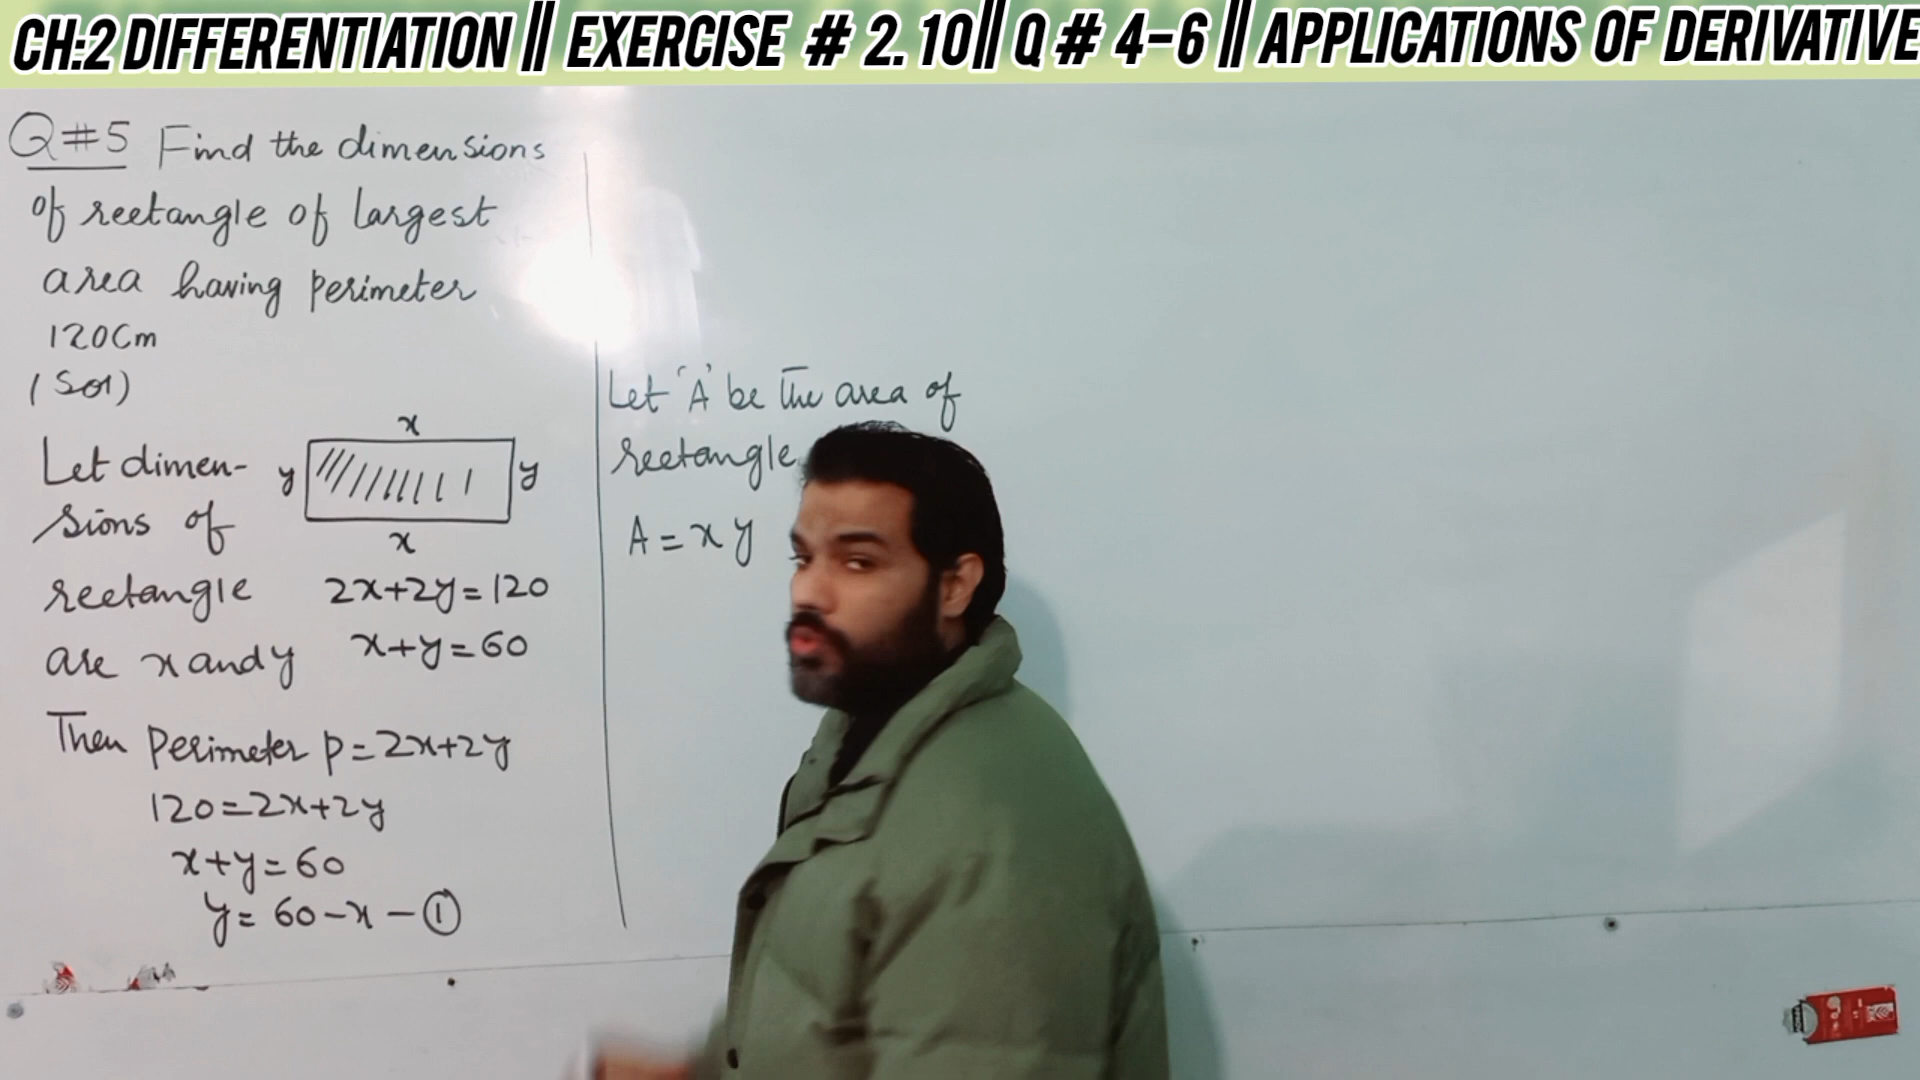 CH:2 DIFFERENTIATION || EXERCISE # 2.10 || Q # 4-6 || APPLICATIONS OF DERIVATIVE
Q#5 Find the dimensions
of rectangle of largest
area having perimeter
120Cm
(Sol)
Let dimen-
sions of
rectangle
are x and y
x
y
y
x
2x+2y=120
x+y=60
Then Perimeter P=2x+2y
120=2x+2y
x+y=60
y=60-x-①
Let 'A' be the area of
rectangle
A=xy